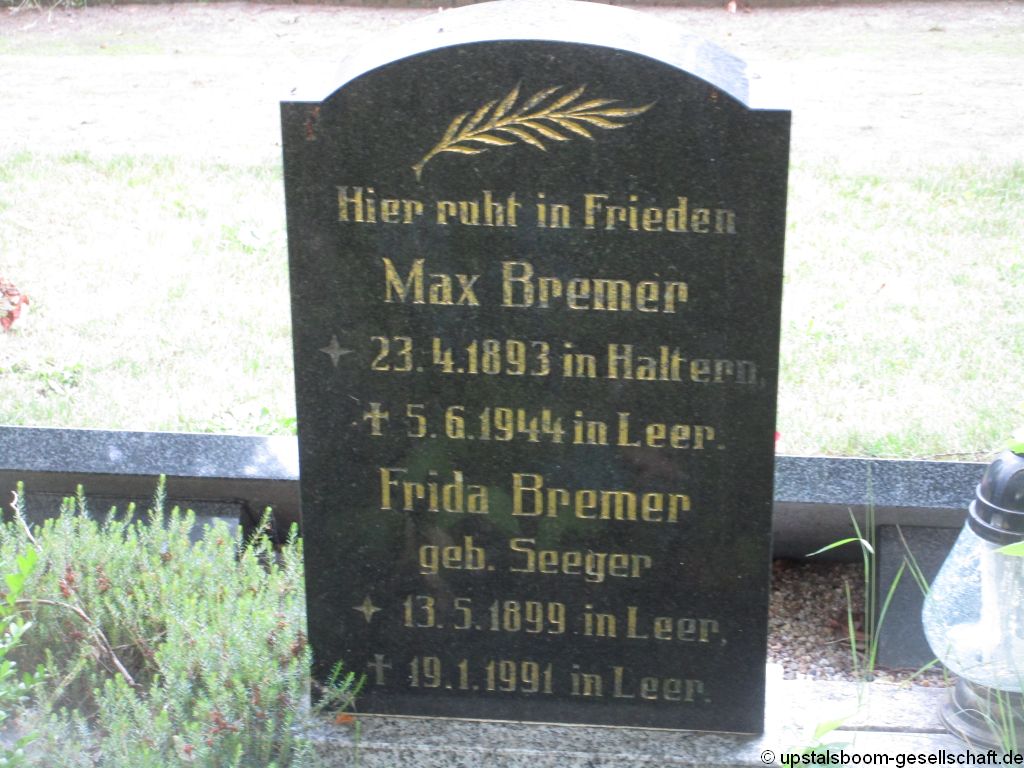 Hier ruht in Frieden
Max Bremer
23.4.1893 in Haltern,
† 5.6.1944 in Leer.
Frida Bremer
geb. Seeger
13.5.1899 in Leer,
† 19.1.1991 in Leer.
© upstalsboom-gesellschaft.de